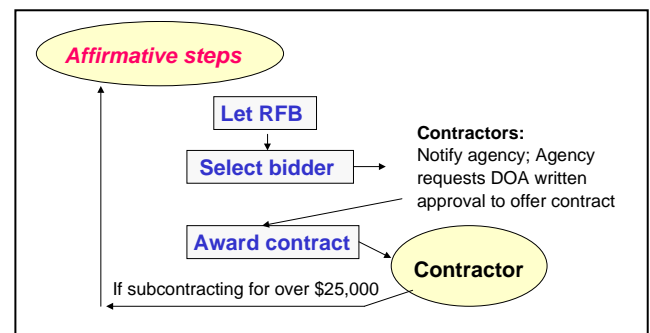 Affirmative steps
Let RFB
Select bidder
Contractors:
Notify agency; Agency
requests DOA written
approval to offer contract
Award contract
Contractor
If subcontracting for over $25,000